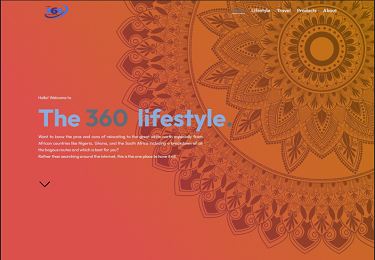 360
Lifestyle Travel Products About
Hello! Welcome to
The 360 lifestyle.
Want to know the pros and cons of relocating to the great white north especially from
African countries like Nigeria, Ghana, and the South Africa including a breakdown of all
the bogus routes and which is best for you?
Rather than searching around the internet, this is the one place to have it all.